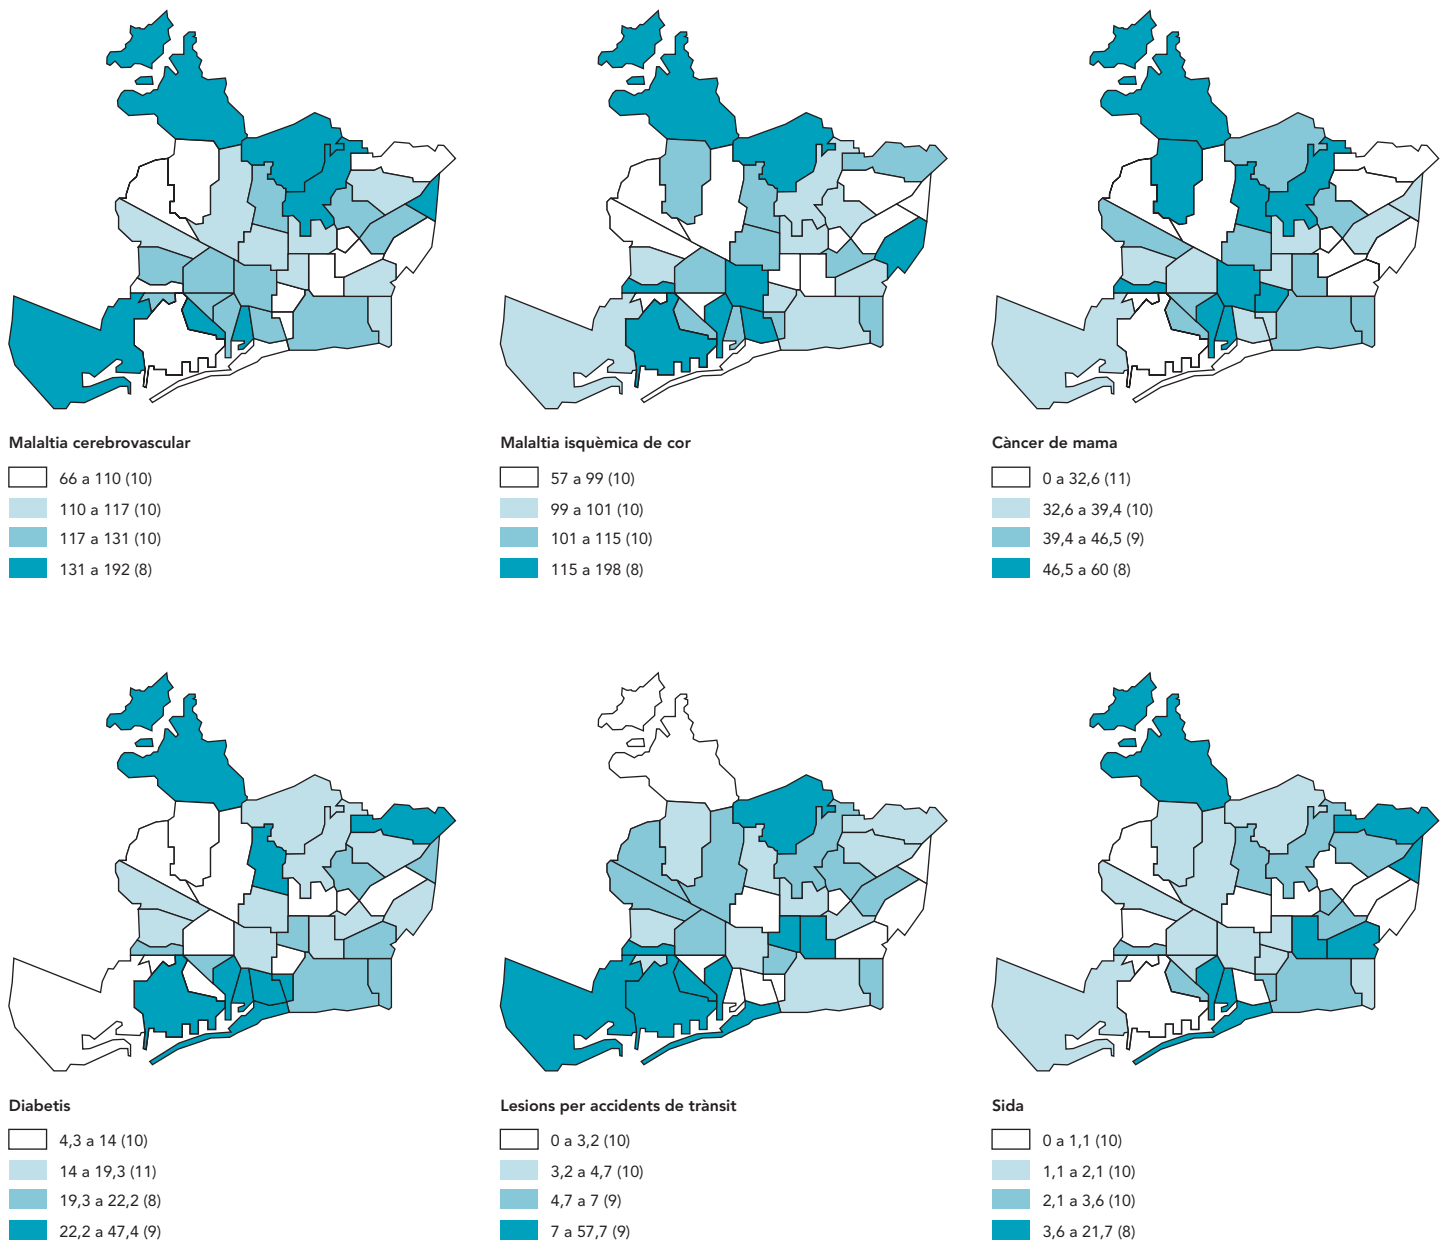 Malaltia cerebrovascular
66 a 110 (10)
110 a 117 (10)
117 a 131 (10)
131 a 192 (8)
Malaltia isquèmica de cor
57 a 99 (10)
99 a 101 (10)
101 a 115 (10)
115 a 198 (8)
Càncer de mama
0 a 32,6 (11)
32,6 a 39,4 (10)
39,4 a 46,5 (9)
46,5 a 60 (8)
Diabetis
4,3 a 14 (10)
14 a 19,3 (11)
19,3 a 22,2 (8)
22,2 a 47,4 (9)
Lesions per accidents de trànsit
0 a 3,2 (10)
3,2 a 4,7 (10)
4,7 a 7 (9)
7 a 57,7 (9)
Sida
0 a 1,1 (10)
1,1 a 2,1 (10)
2,1 a 3,6 (10)
3,6 a 21,7 (8)